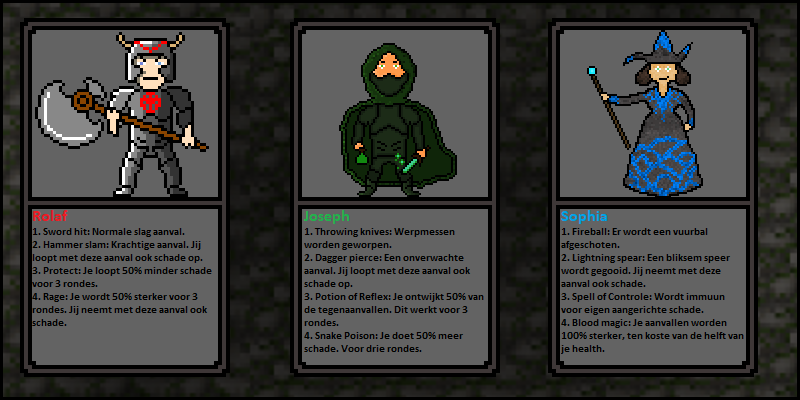 Rolaf
1. Sword hit: Normale slag aanval.
2. Hammer slam: Krachtige aanval. Jij
loopt met deze aanval ook schade op.
3. Protect: Je loopt 50% minder schade
voor 3 rondes.
4. Rage: Je wordt 50% sterker voor 3
rondes. Jij neemt met deze aanval ook
schade.
Joseph
1. Throwing knives: Werpmessen
worden geworpen.
2. Dagger pierce: Een onverwachte
aanval. Jij loopt met deze aanval ook
schade op.
3. Potion of Reflex: Je ontwijkt 50% van
de tegenaanvallen. Dit werkt voor 3
rondes.
4. Snake Poison: Je doet 50% meer
schade. Voor drie rondes.
Sophia
1. Fireball: Er wordt een vuurbal
afgeschoten.
2. Lightning spear: Een bliksem speer
wordt gegooid. Jij neemt met deze
aanval ook schade.
3. Spell of Controle: Wordt immuun
voor eigen aangerichte schade.
4. Blood magic: Je aanvallen worden
100% sterker, ten koste van de helft van
je health.